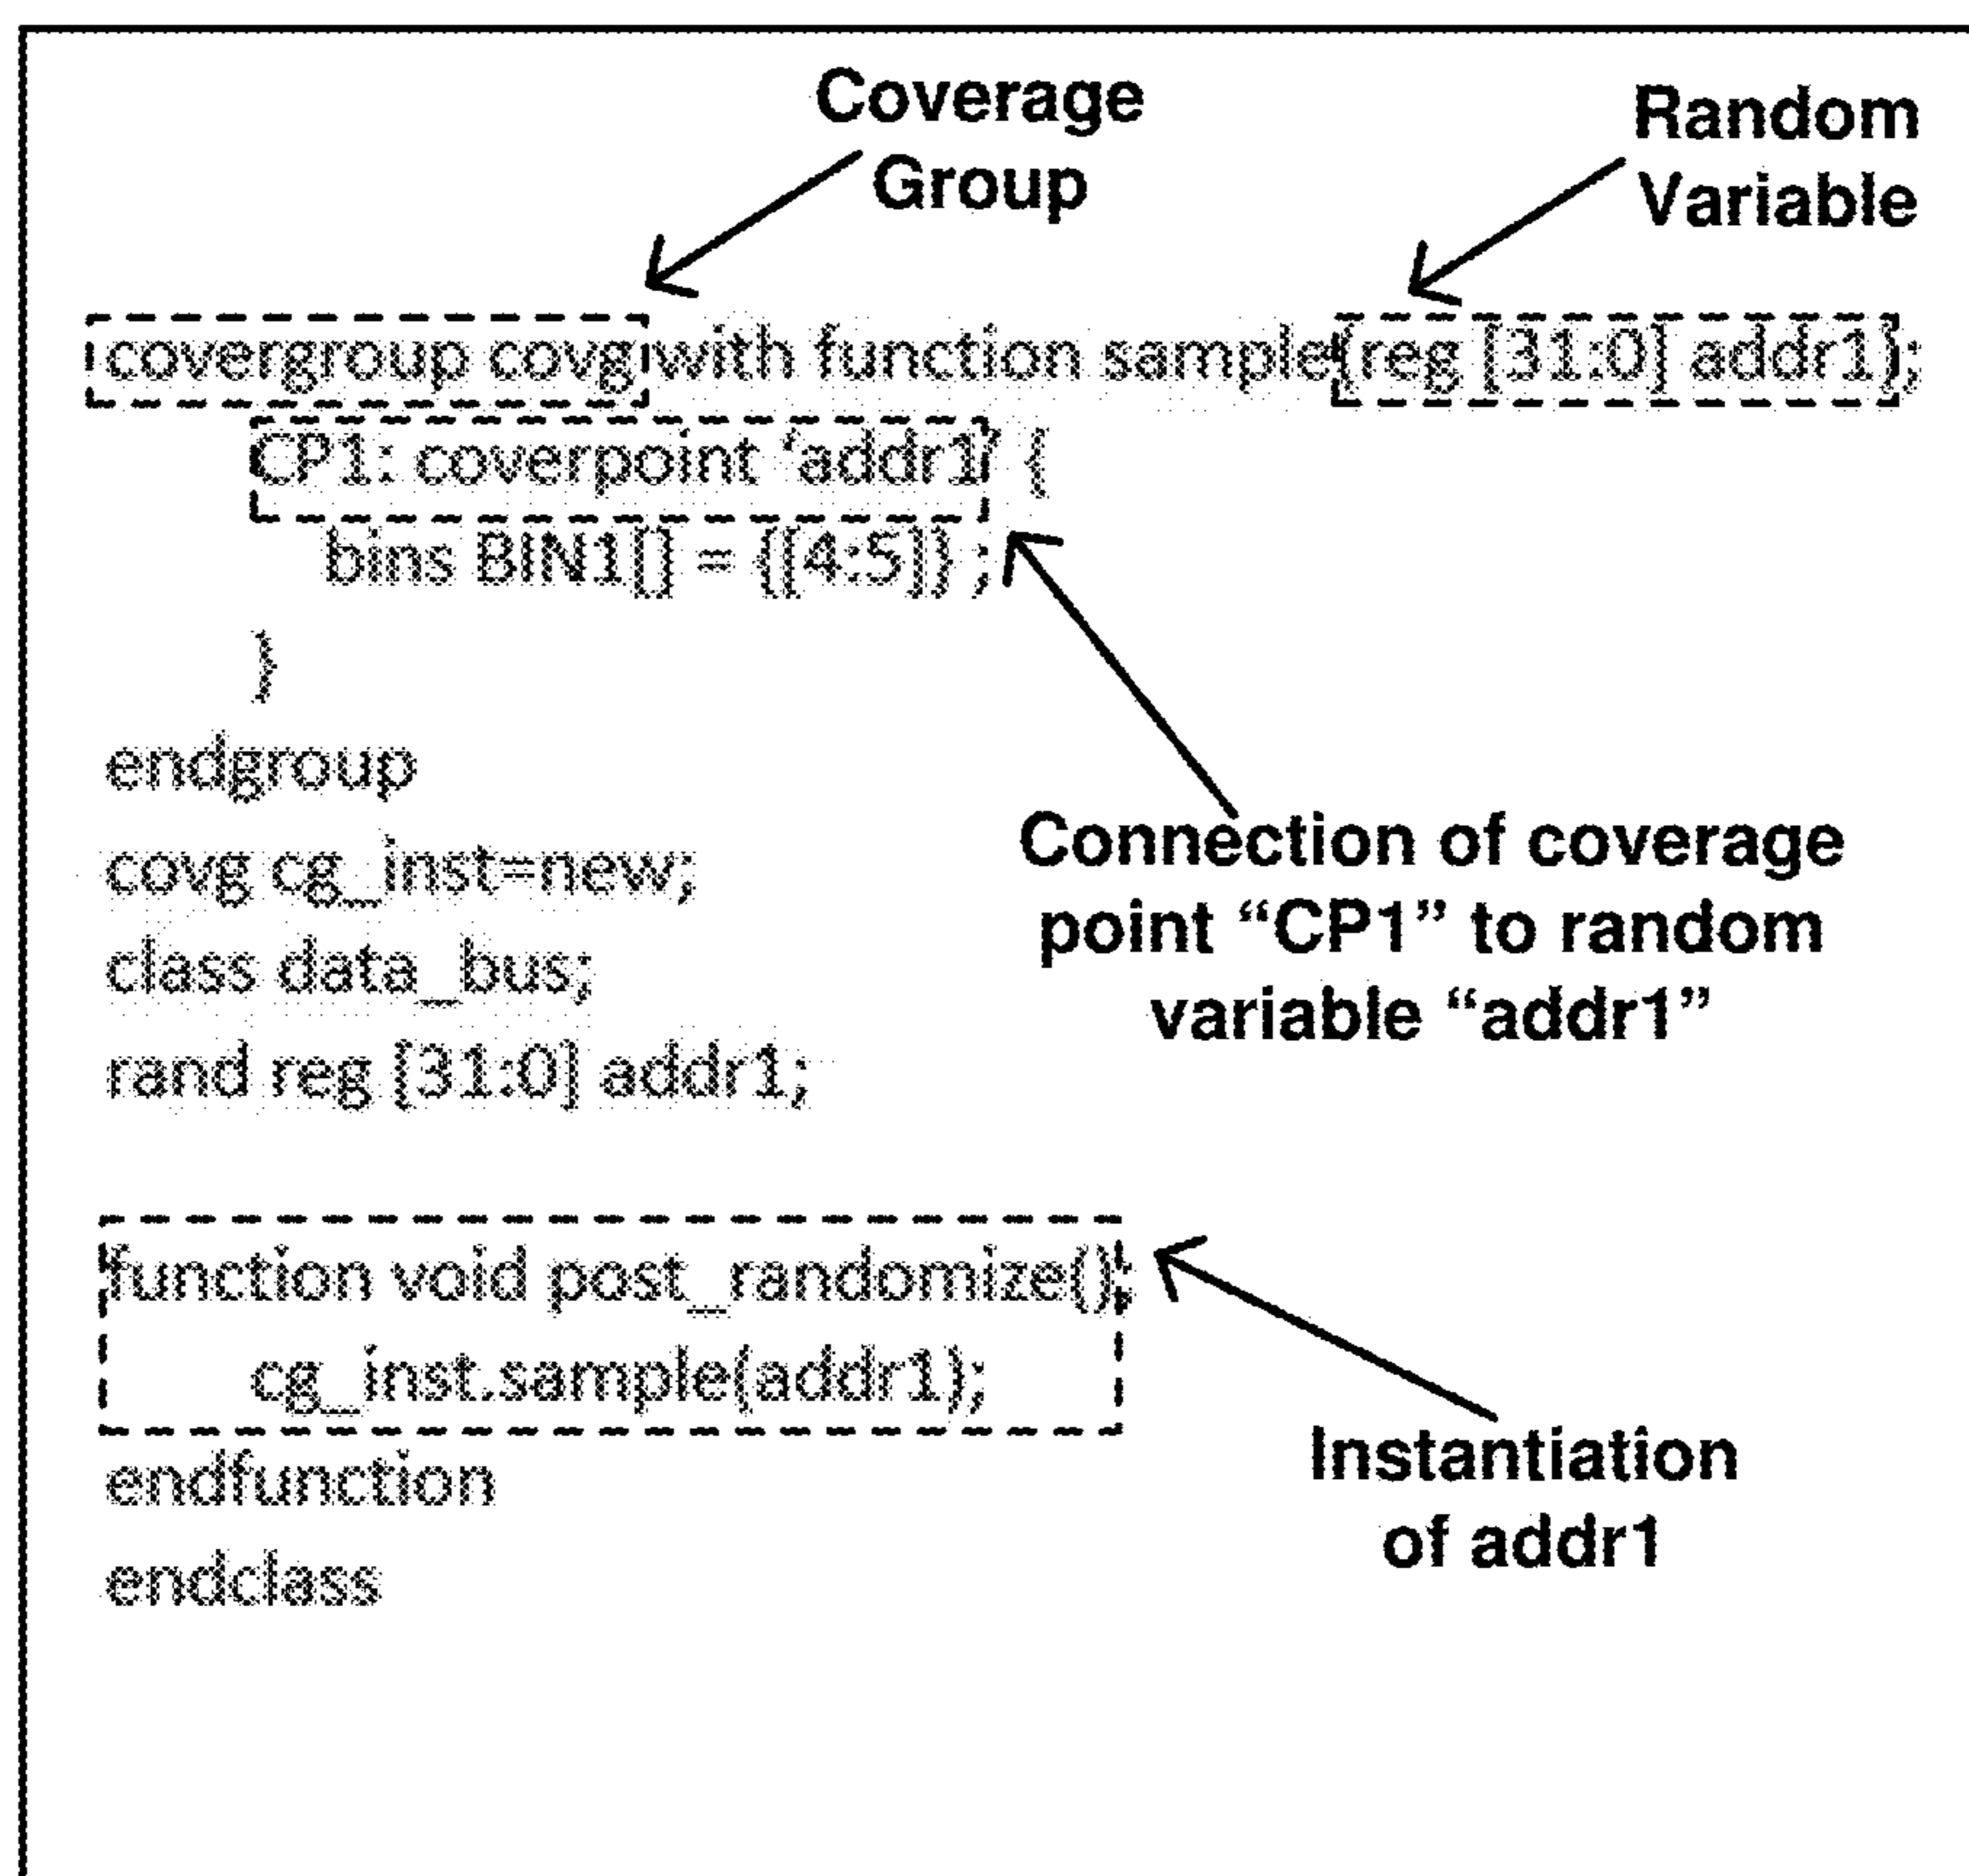 Coverage
Group
Random
Variable
covergroup covg with function sample(reg [31:0] addr1);
CP1: coverpoint 'addr1' {
bins BIN1[] = {[4:5]} ;
}
endgroup
covg cg_inst=new;
class data_bus;
rand reg [31:0] addr1;
Connection of coverage
point “CP1” to random
variable “addr1”
function void post_randomize();
cg_inst.sample(addr1);
endfunction
endclass
Instantiation
of addr1